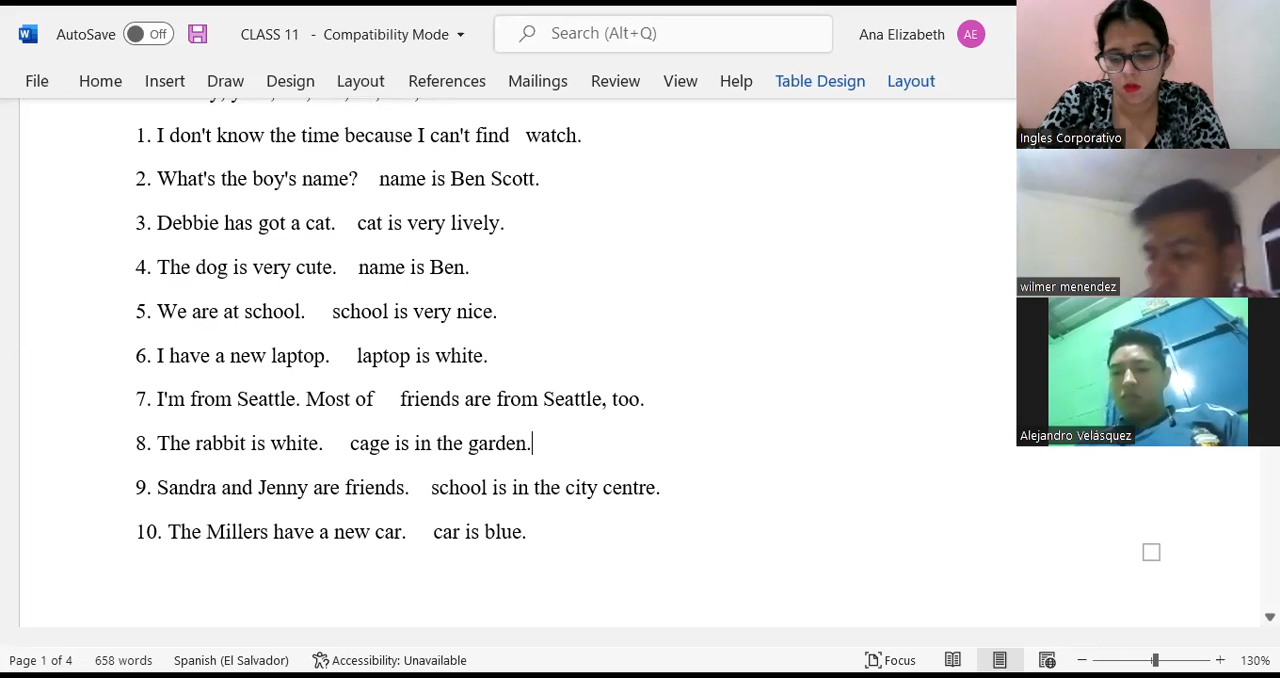 AutoSave Off CLASS 11 - Compatibility Mode Search (Alt+Q) Ana Elizabeth AE
File Home Insert Draw Design Layout References Mailings Review View Help Table Design Layout
1. I don't know the time because I can't find watch.
2. What's the boy's name? name is Ben Scott.
3. Debbie has got a cat. cat is very lively.
4. The dog is very cute. name is Ben.
5. We are at school. school is very nice.
6. I have a new laptop. laptop is white.
7. I'm from Seattle. Most of friends are from Seattle, too.
8. The rabbit is white. cage is in the garden.
9. Sandra and Jenny are friends. school is in the city centre.
10. The Millers have a new car. car is blue.
Ingles Corporativo
wilmer menendez
Alejandro Velásquez
Page 1 of 4 658 words Spanish (El Salvador) Accessibility: Unavailable Focus 130%